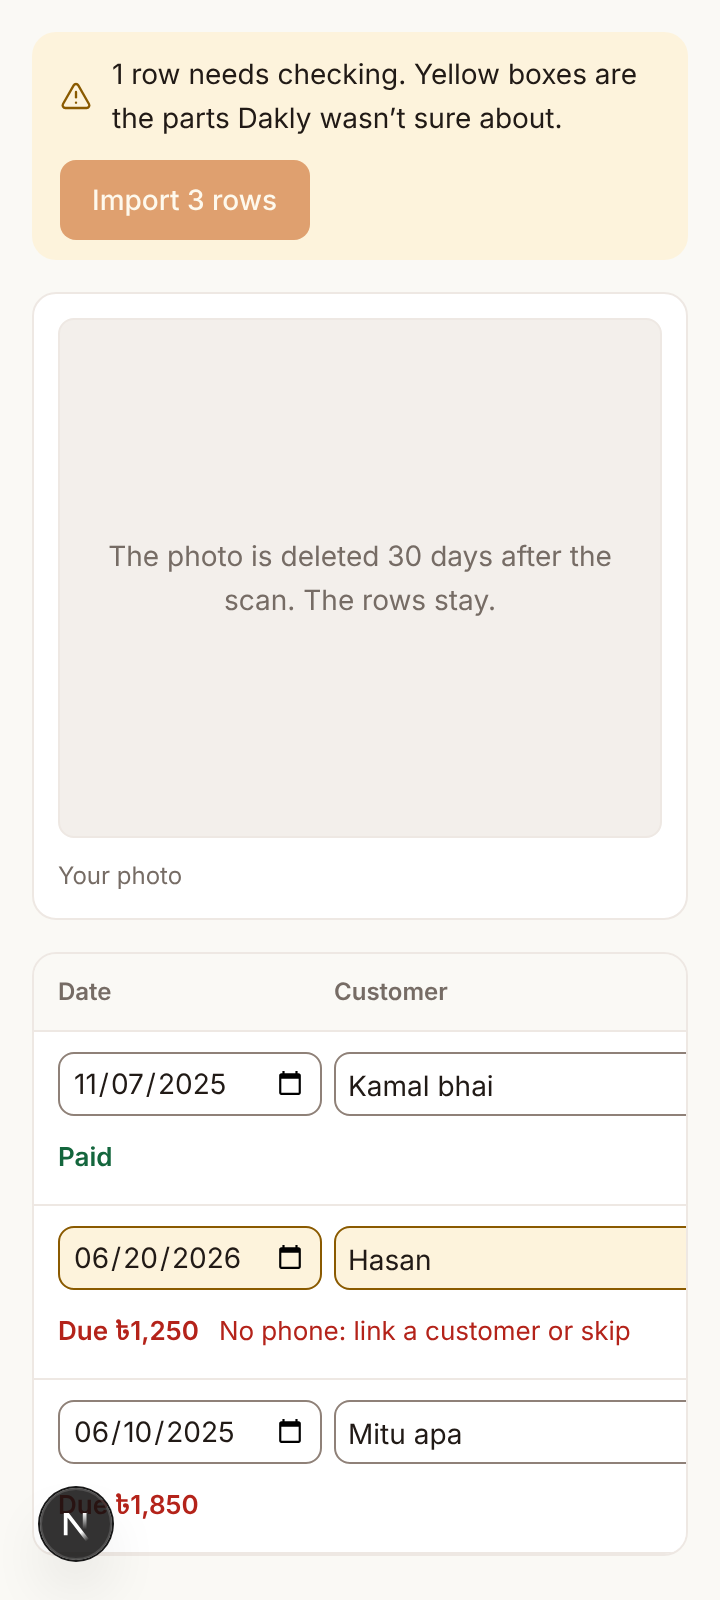 1 row needs checking. Yellow boxes are
the parts Dakly wasn’t sure about.
Import 3 rows
The photo is deleted 30 days after the
scan. The rows stay.
Your photo
Date Customer
11/07/2025 Kamal bhai
Paid
06/20/2026 Hasan
Due ৳1,250 No phone: link a customer or skip
06/10/2025 Mitu apa
Due ৳1,850
N